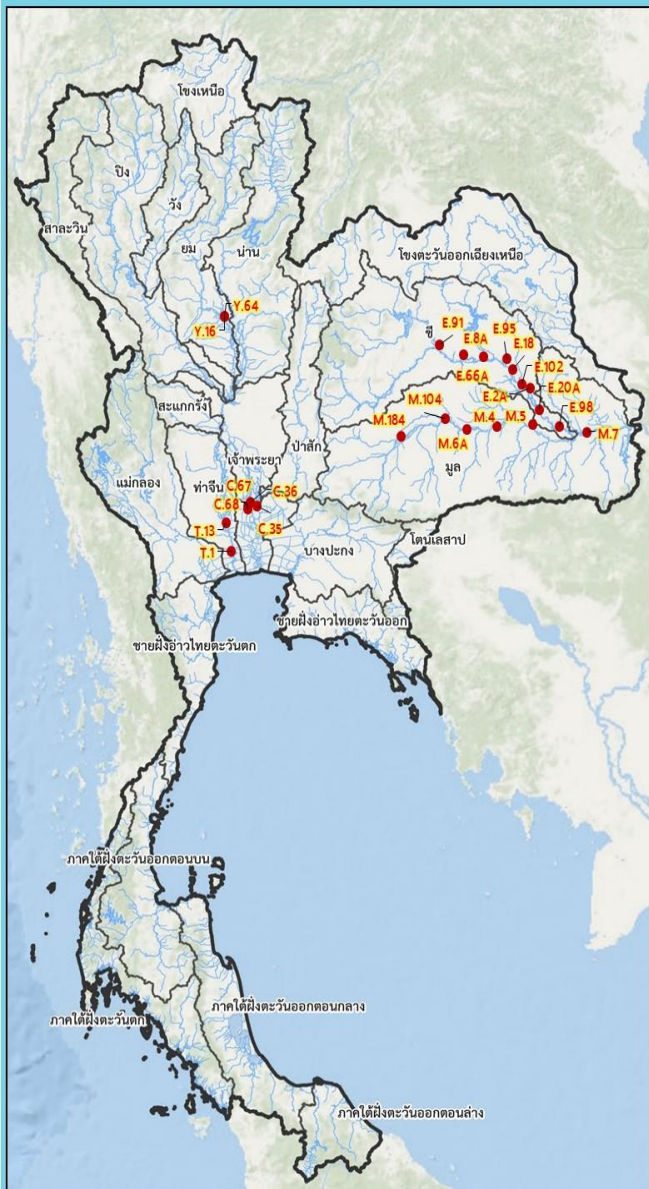 โขงเหนือ
ปิง
สาละวิน
วัง
ยม
น่าน
โขงตะวันออกเฉียงเหนือ
Y.64
Y.16
ชี
E.91
E.8A
E.95
E.18
E.66A
E.102
E.2A
E.20A
M.104
M.184
M.4
M.5
E.98
M.6A
M.7
มูล
สะแกกรัง
ป่าสัก
เจ้าพระยา
แม่กลอง
ท่าจีน
C.67
C.36
C.68
C.35
T.13
T.1
บางปะกง
โตนเลสาป
ชายฝั่งอ่าวไทยตะวันออก
ชายฝั่งอ่าวไทยตะวันตก
ภาคใต้ฝั่งตะวันออกตอนบน
ภาคใต้ฝั่งตะวันออกตอนกลาง
ภาคใต้ฝั่งตะวันตก
ภาคใต้ฝั่งตะวันออกตอนล่าง